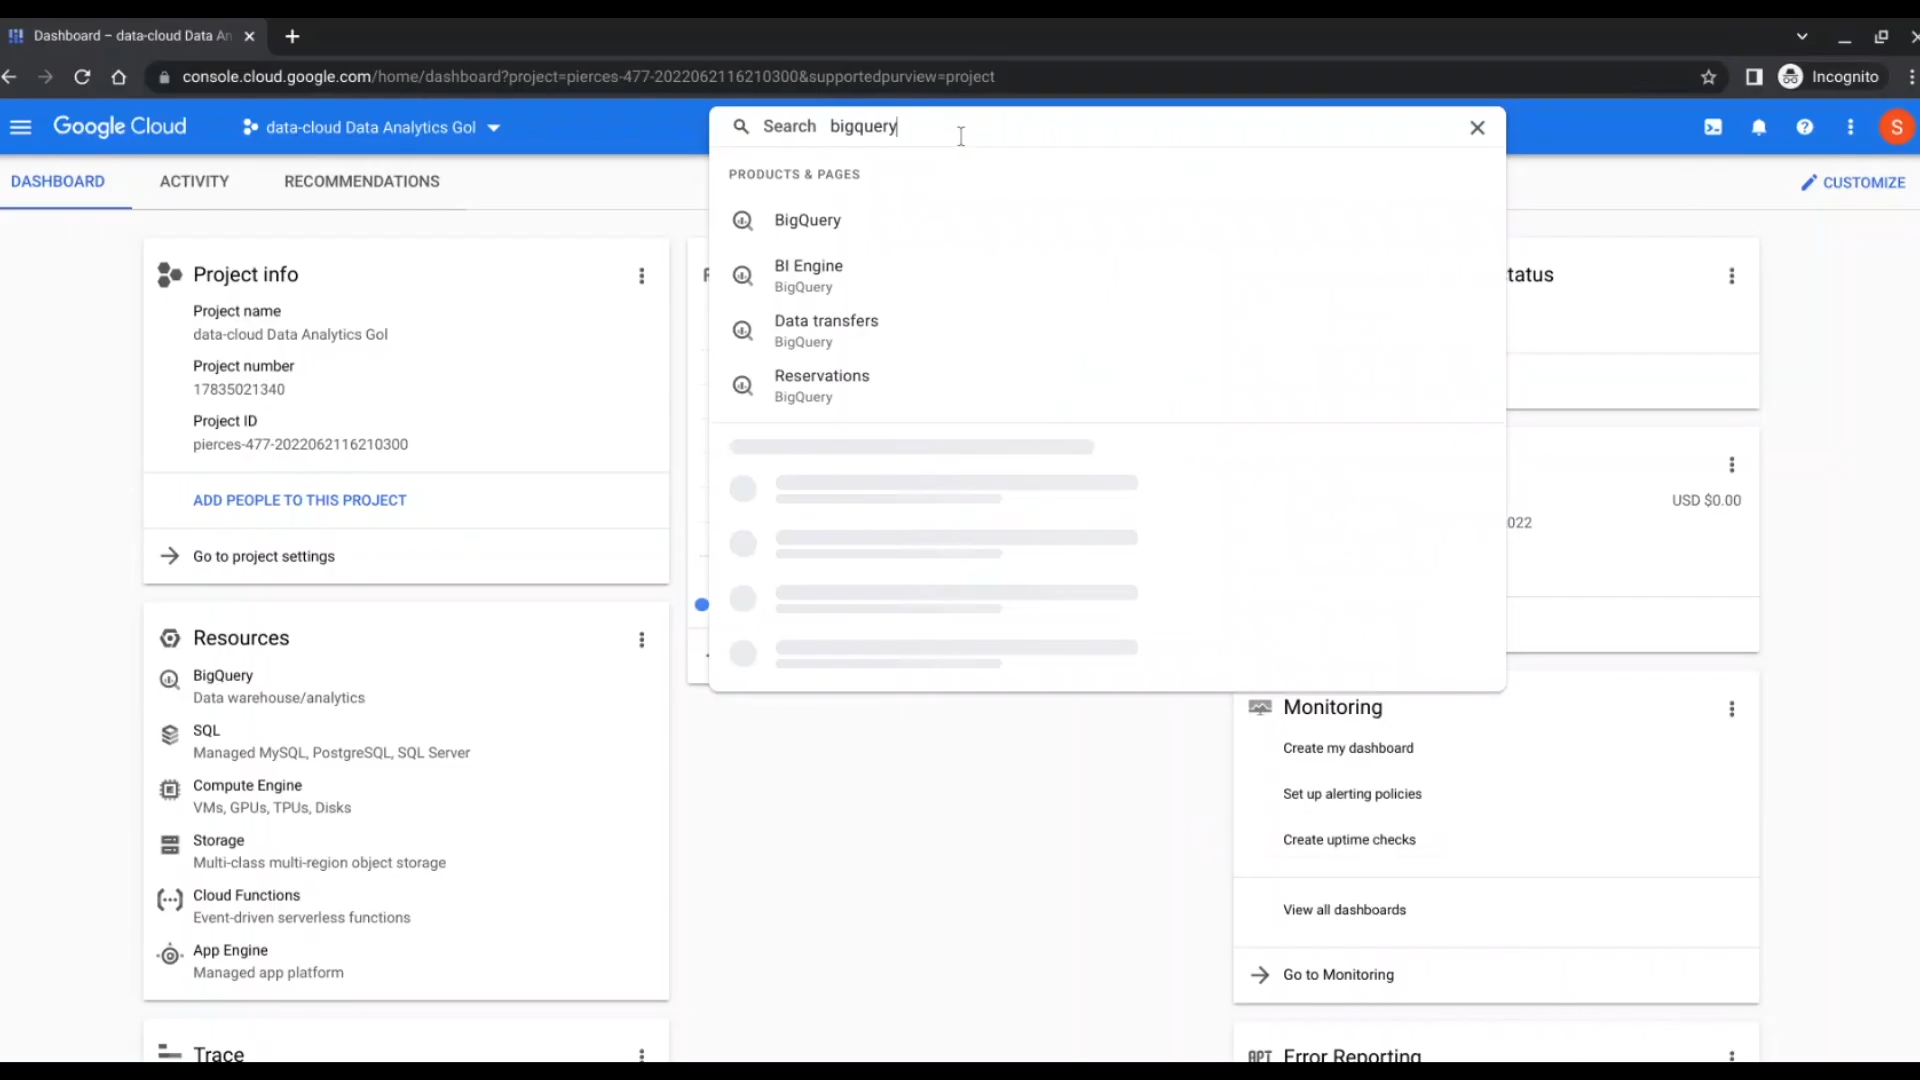 Dashboard – data-cloud Data An
console.cloud.google.com/home/dashboard?project=pierces-477-2022062116210300&supportedpurview=project
Incognito
Google Cloud
data-cloud Data Analytics Gol
Search bigquery
S
DASHBOARD
ACTIVITY
RECOMMENDATIONS
CUSTOMIZE
PRODUCTS & PAGES
BigQuery
BI Engine
BigQuery
Data transfers
BigQuery
Reservations
BigQuery
Project info
Project name
data-cloud Data Analytics Gol
Project number
17835021340
Project ID
pierces-477-2022062116210300
ADD PEOPLE TO THIS PROJECT
Go to project settings
Resources
BigQuery
Data warehouse/analytics
SQL
Managed MySQL, PostgreSQL, SQL Server
Compute Engine
VMs, GPUs, TPUs, Disks
Storage
Multi-class multi-region object storage
Cloud Functions
Event-driven serverless functions
App Engine
Managed app platform
Trace
tatus
USD $0.00
022
Monitoring
Create my dashboard
Set up alerting policies
Create uptime checks
View all dashboards
Go to Monitoring
Error Reporting